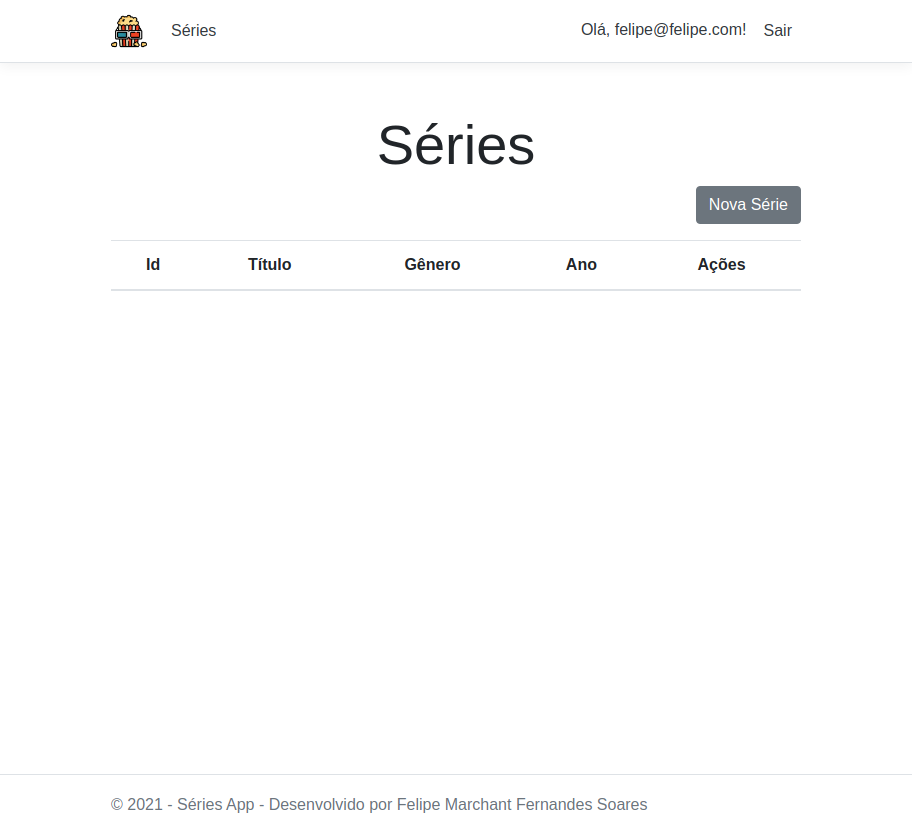 Séries Olá, felipe@felipe.com! Sair
Séries
Nova Série
Id Título Gênero Ano Ações
© 2021 - Séries App - Desenvolvido por Felipe Marchant Fernandes Soares